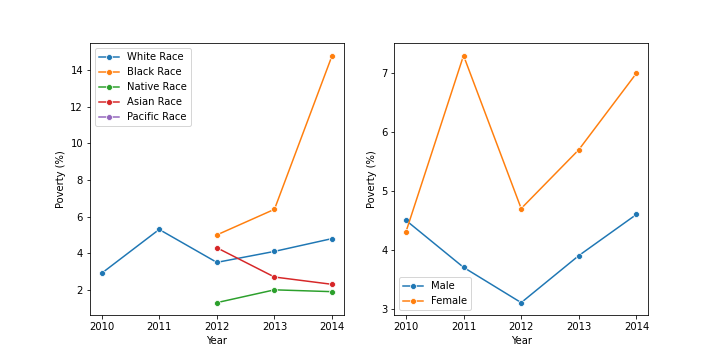 14
12
10
8
6
4
2
Poverty (%)
White Race
Black Race
Native Race
Asian Race
Pacific Race
2010 2011 2012 2013 2014
Year
7
6
5
4
3
Poverty (%)
Male
Female
2010 2011 2012 2013 2014
Year